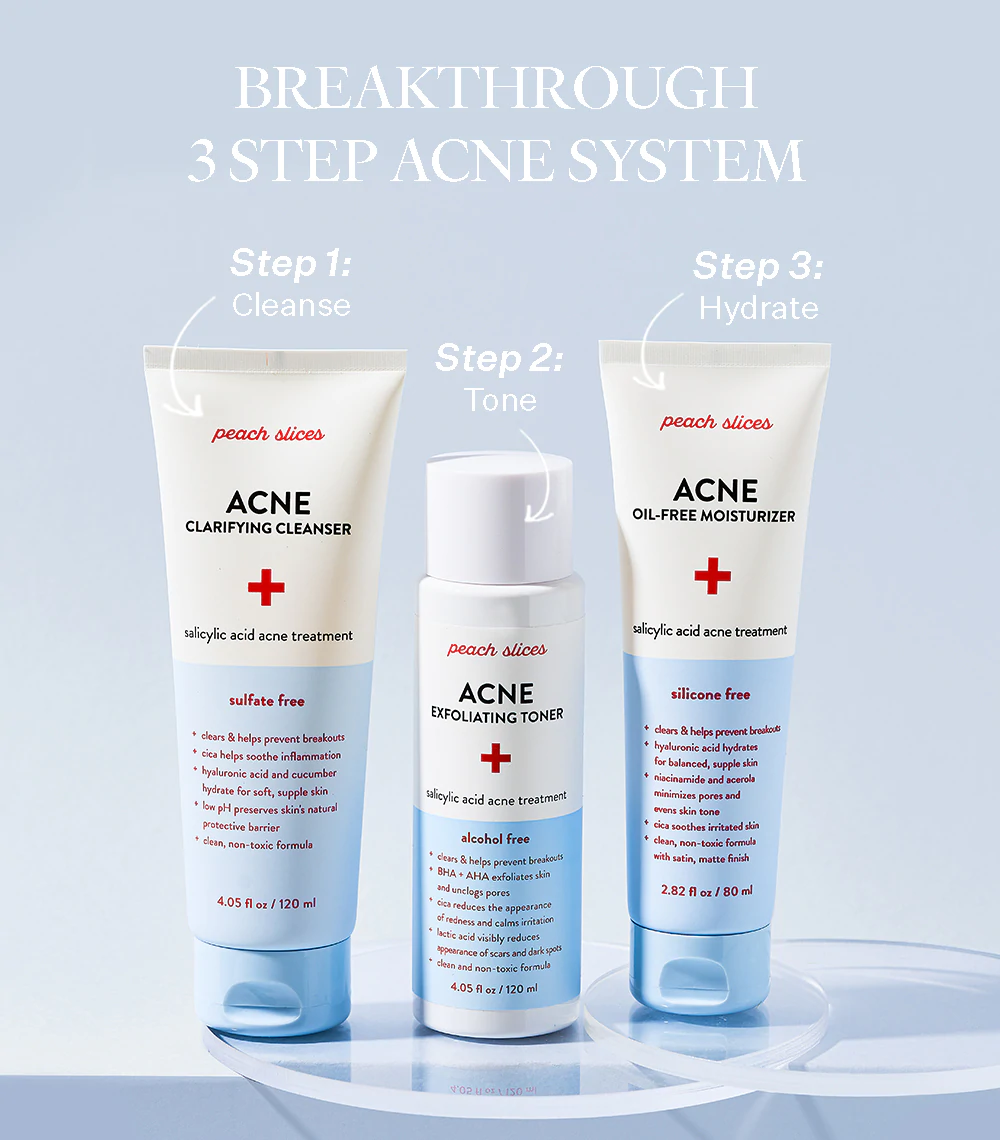 BREAKTHROUGH
3 STEP ACNE SYSTEM
Step 1:
Cleanse
Step 2:
Tone
Step 3:
Hydrate
peach slices
ACNE
CLARIFYING CLEANSER
salicylic acid acne treatment
sulfate free
+ clears & helps prevent breakouts
+ cica helps soothe inflammation
+ hyaluronic acid and cucumber
hydrate for soft, supple skin
+ low pH preserves skin's natural
protective barrier
+ clean, non-toxic formula
4.05 fl oz / 120 ml
peach slices
ACNE
EXFOLIATING TONER
salicylic acid acne treatment
alcohol free
+ clears & helps prevent breakouts
+ BHA + AHA exfoliates skin
and unclogs pores
+ cica reduces the appearance
of redness and calms irritation
+ lactic acid visibly reduces
appearance of scars and dark spots
+ clean and non-toxic formula
4.05 fl oz / 120 ml
peach slices
ACNE
OIL-FREE MOISTURIZER
salicylic acid acne treatment
silicone free
+ clears & helps prevent breakouts
+ hyaluronic acid hydrates
for balanced, supple skin
+ niacinamide and acerola
minimizes pores and
evens skin tone
+ cica soothes irritated skin
+ clean, non-toxic formula
with satin, matte finish
2.82 fl oz / 80 ml
4.05 fl oz / 120 ml